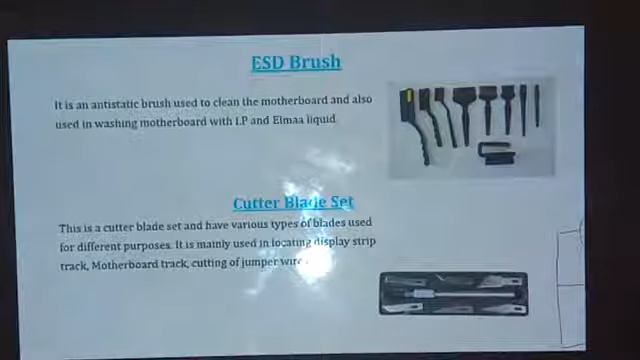 ESD Brush
It is an antistatic brush used to clean the motherboard and also
used in washing motherboard with I.P and Elmaa liquid
Cutter Blade Set
This is a cutter blade set and have various types of blades used
for different purposes. It is mainly used in locating display strip
track, Motherboard track, cutting of jumper wire